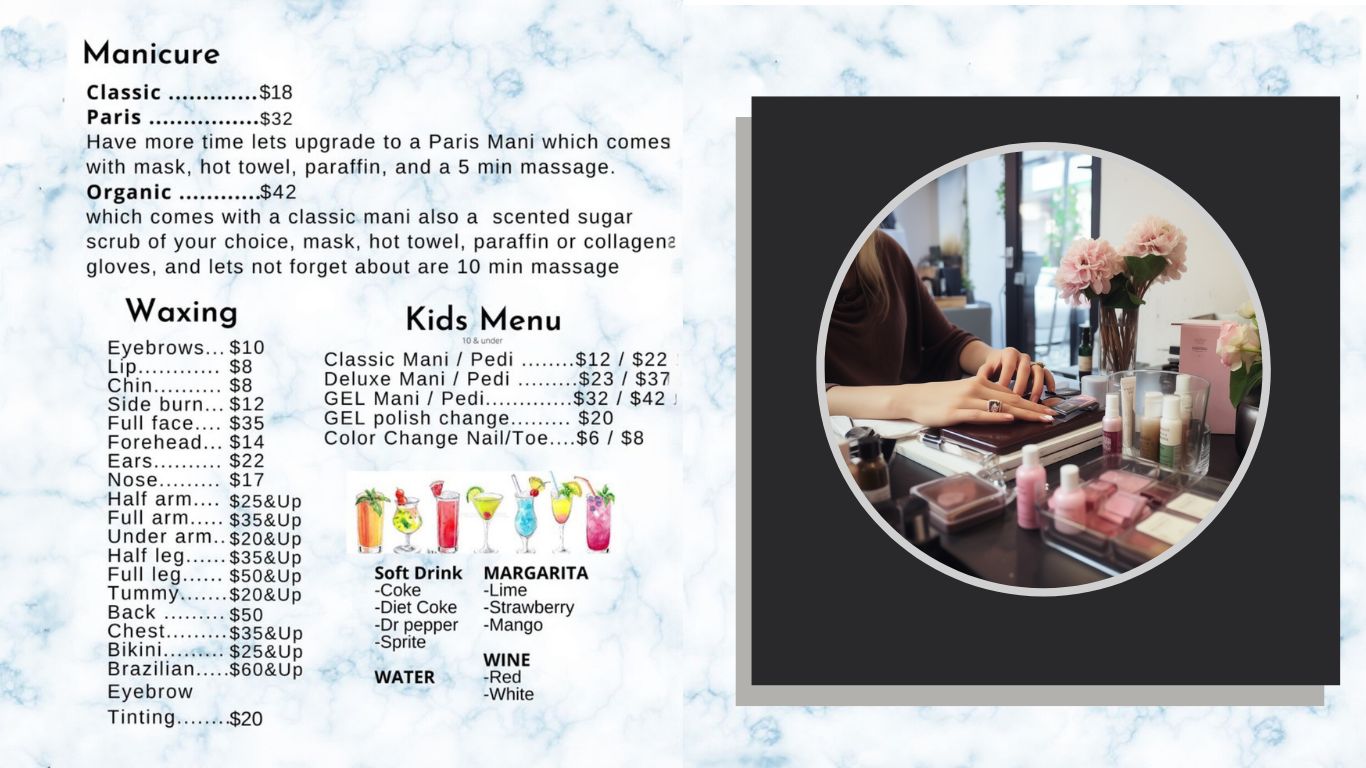 Manicure
Classic .............$18
Paris ................$32
Have more time lets upgrade to a Paris Mani which comes
with mask, hot towel, paraffin, and a 5 min massage.
Organic ............$42
which comes with a classic mani also a  scented sugar
scrub of your choice, mask, hot towel, paraffin or collagena
gloves, and lets not forget about are 10 min massage
Waxing
Eyebrows... $10
Lip............ $8
Chin.......... $8
Side burn... $12
Full face.... $35
Forehead... $14
Ears.......... $22
Nose......... $17
Half arm.... $25&Up
Full arm..... $35&Up
Under arm.. $20&Up
Half leg...... $35&Up
Full leg...... $50&Up
Tummy....... $20&Up
Back ......... $50
Chest......... $35&Up
Bikini......... $25&Up
Brazilian..... $60&Up
Eyebrow
Tinting........$20
Kids Menu
10 & under
Classic Mani / Pedi ........$12 / $22
Deluxe Mani / Pedi .........$23 / $37
GEL Mani / Pedi.............$32 / $42
GEL polish change......... $20
Color Change Nail/Toe....$6 / $8
Soft Drink
-Coke
-Diet Coke
-Dr pepper
-Sprite
WATER
MARGARITA
-Lime
-Strawberry
-Mango
WINE
-Red
-White